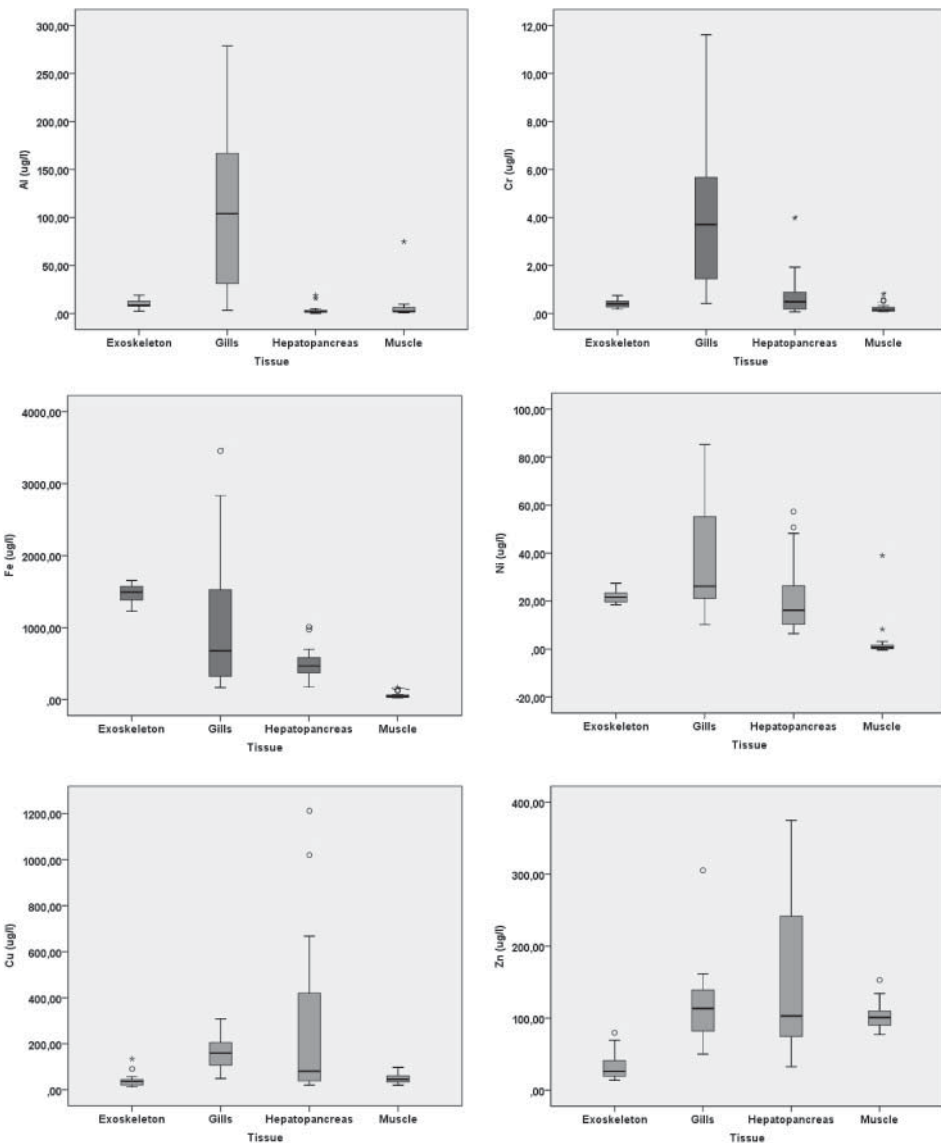 300,00
250,00
200,00
150,00
100,00
50,00
,00
Al (ug/l)
Exoskeleton Gills Hepatopancreas Muscle
Tissue
12,00
10,00
8,00
6,00
4,00
2,00
,00
Cr (ug/l)
Exoskeleton Gills Hepatopancreas Muscle
Tissue
4000,00
3000,00
2000,00
1000,00
,00
Fe (ug/l)
Exoskeleton Gills Hepatopancreas Muscle
Tissue
100,00
80,00
60,00
40,00
20,00
,00
-20,00
Ni (ug/l)
Exoskeleton Gills Hepatopancreas Muscle
Tissue
1200,00
1000,00
800,00
600,00
400,00
200,00
,00
Cu (ug/l)
Exoskeleton Gills Hepatopancreas Muscle
Tissue
400,00
300,00
200,00
100,00
,00
Zn (ug/l)
Exoskeleton Gills Hepatopancreas Muscle
Tissue